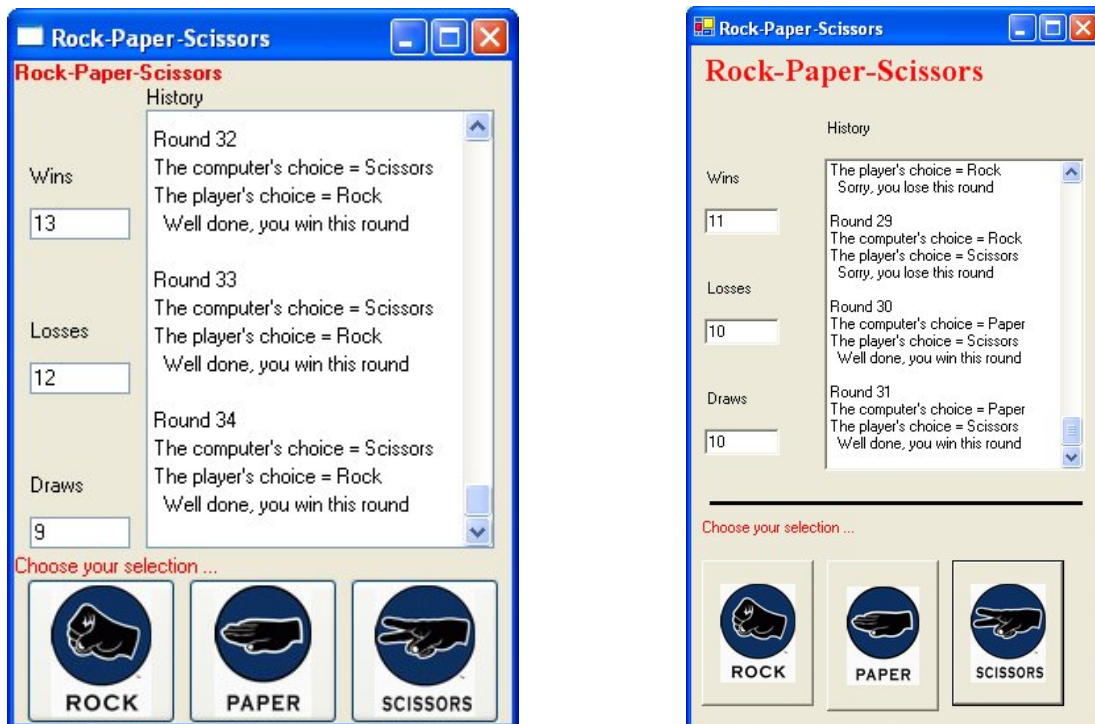 Rock-Paper-Scissors
Rock-Paper-Scissors
History
Round 32
The computer's choice = Scissors
The player's choice = Rock
Well done, you win this round
Round 33
The computer's choice = Scissors
The player's choice = Rock
Well done, you win this round
Round 34
The computer's choice = Scissors
The player's choice = Rock
Well done, you win this round
Wins
13
Losses
12
Draws
9
Choose your selection ...
ROCK
PAPER
SCISSORS
Rock-Paper-Scissors
Rock-Paper-Scissors
History
The player's choice = Rock
Sorry, you lose this round
Round 29
The computer's choice = Rock
The player's choice = Scissors
Sorry, you lose this round
Round 30
The computer's choice = Paper
The player's choice = Scissors
Well done, you win this round
Round 31
The computer's choice = Paper
The player's choice = Scissors
Well done, you win this round
Wins
11
Losses
10
Draws
10
Choose your selection ...
ROCK
PAPER
SCISSORS